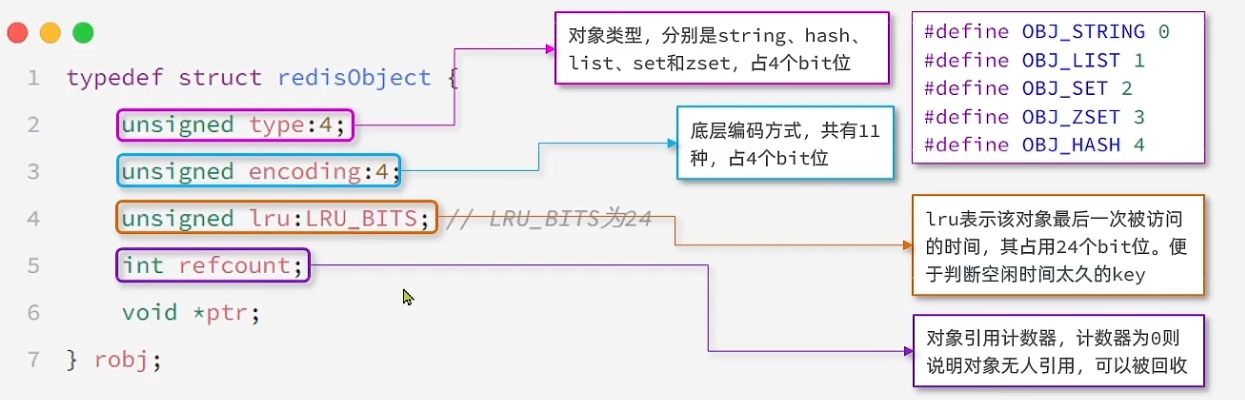 1 typedef struct redisObject {
2 unsigned type:4;
3 unsigned encoding:4;
4 unsigned lru:LRU_BITS; // LRU_BITS为24
5 int refcount;
6 void *ptr;
7 } robj;
对象类型，分别是string、hash、
list、set和zset，占4个bit位
底层编码方式，共有11
种，占4个bit位
#define OBJ_STRING 0
#define OBJ_LIST 1
#define OBJ_SET 2
#define OBJ_ZSET 3
#define OBJ_HASH 4
lru表示该对象最后一次被访问
的时间，其占用24个bit位。便
于判断空闲时间太久的key
对象引用计数器，计数器为0则
说明对象无人引用，可以被回收